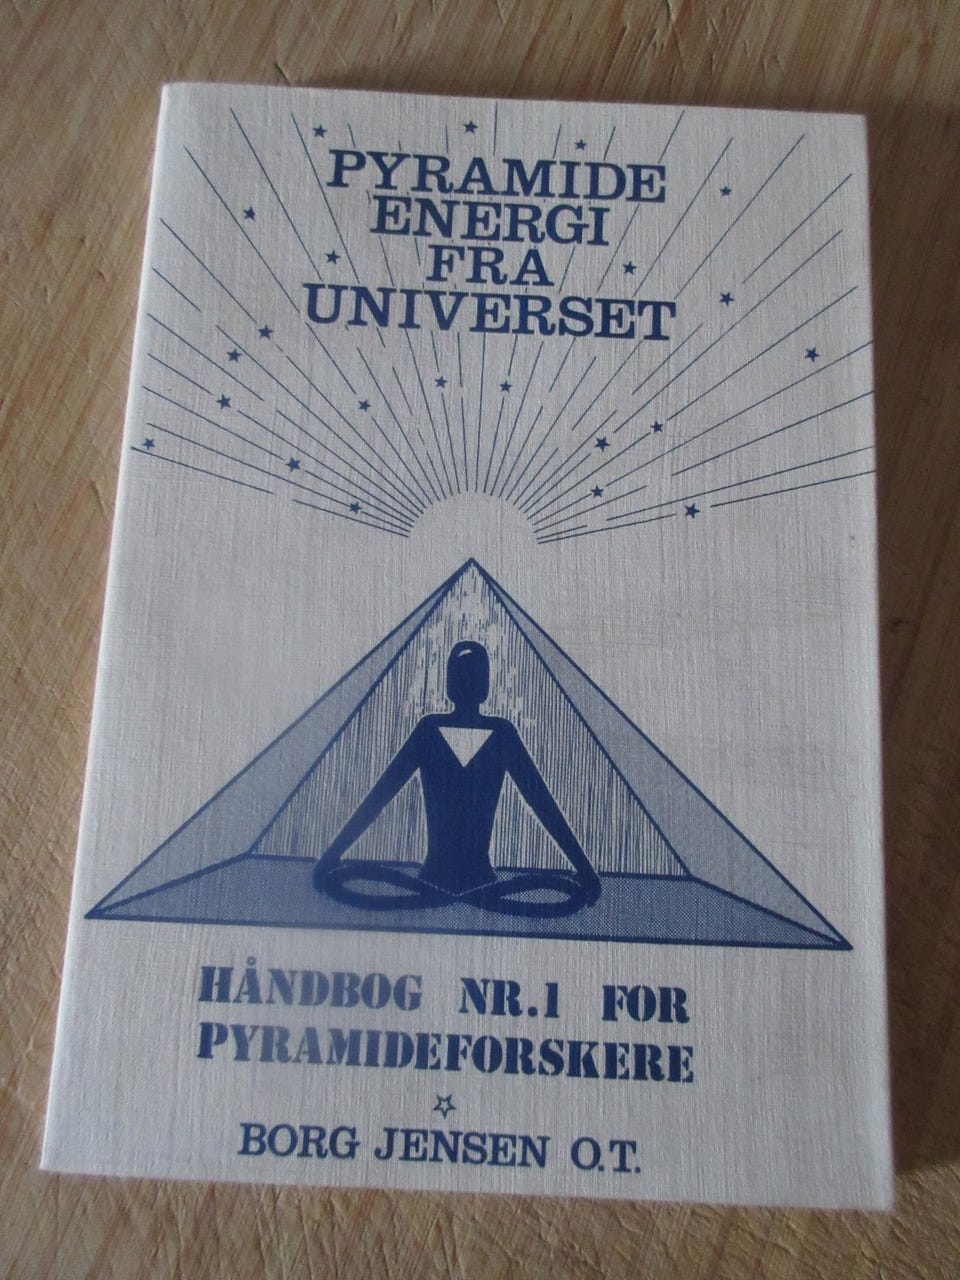 PYRAMIDE
ENERGI
FRA
UNIVERSET
HÅNDBOG NR.1 FOR
PYRAMIDEFORSKERE
BORG JENSEN O.T.